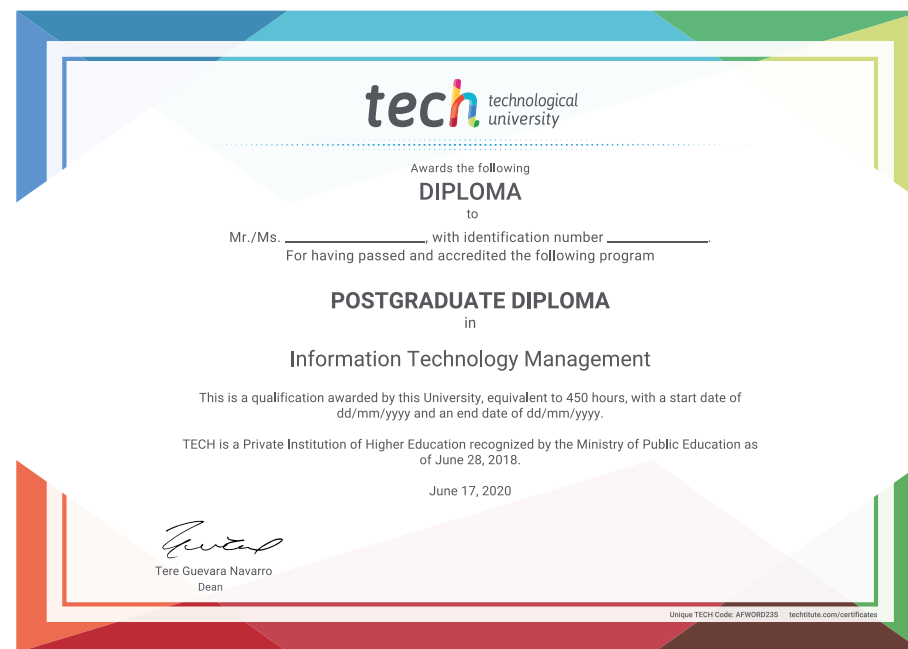 tech technological
university
Awards the following
DIPLOMA
to
Mr./Ms. ____________________, with identification number ______________.
For having passed and accredited the following program
POSTGRADUATE DIPLOMA
in
Information Technology Management
This is a qualification awarded by this University, equivalent to 450 hours, with a start date of
dd/mm/yyyy and an end date of dd/mm/yyyy.
TECH is a Private Institution of Higher Education recognized by the Ministry of Public Education as
of June 28, 2018.
June 17, 2020
Tere Guevara Navarro
Dean
Unique TECH Code: AFWORD23S techtitute.com/certificates